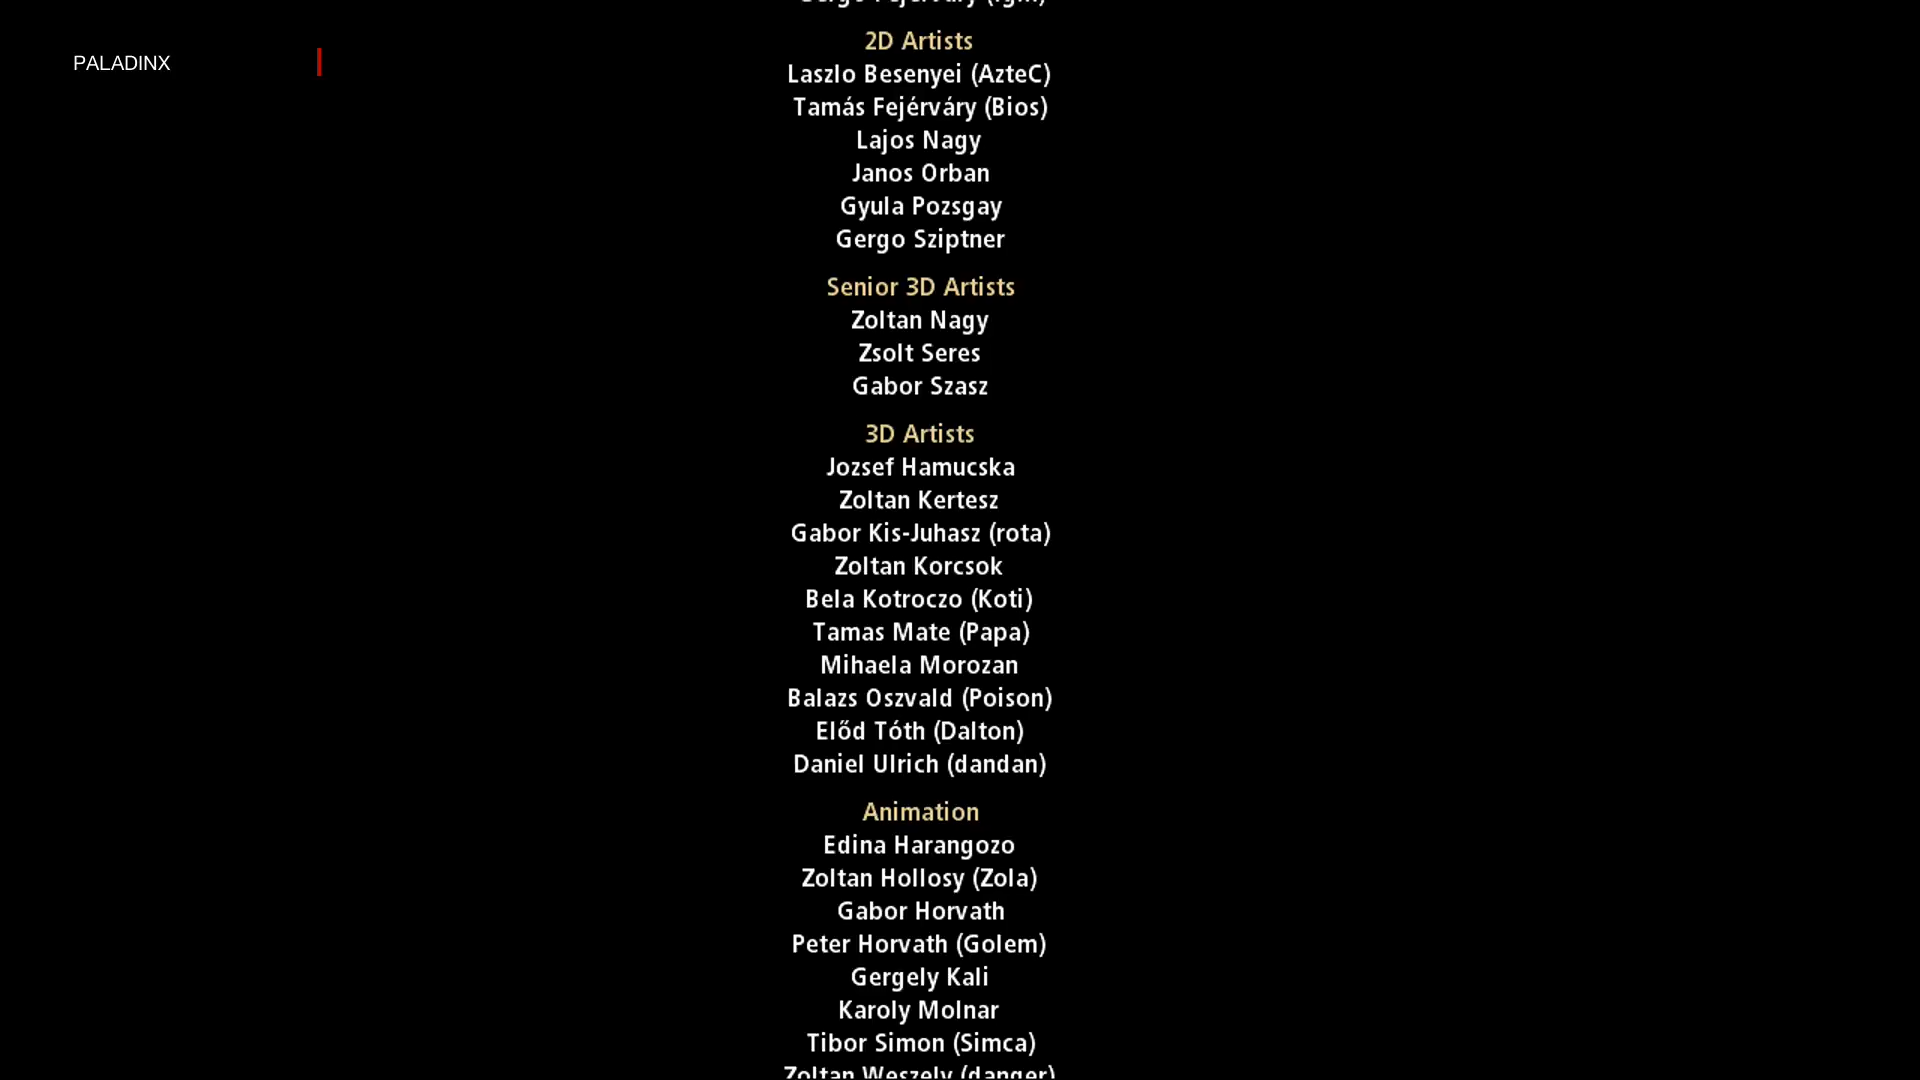 PALADINX
2D Artists
Laszlo Besenyei (AzteC)
Tamás Fejérváry (Bios)
Lajos Nagy
Janos Orban
Gyula Pozsgay
Gergo Sziptner
Senior 3D Artists
Zoltan Nagy
Zsolt Seres
Gabor Szasz
3D Artists
Jozsef Hamucska
Zoltan Kertesz
Gabor Kis-Juhasz (rota)
Zoltan Korcsok
Bela Kotroczo (Koti)
Tamas Mate (Papa)
Mihaela Morozan
Balazs Oszvald (Poison)
Előd Tóth (Dalton)
Daniel Ulrich (dandan)
Animation
Edina Harangozo
Zoltan Hollosy (Zola)
Gabor Horvath
Peter Horvath (Golem)
Gergely Kali
Karoly Molnar
Tibor Simon (Simca)
Zoltan Weszely (danger)